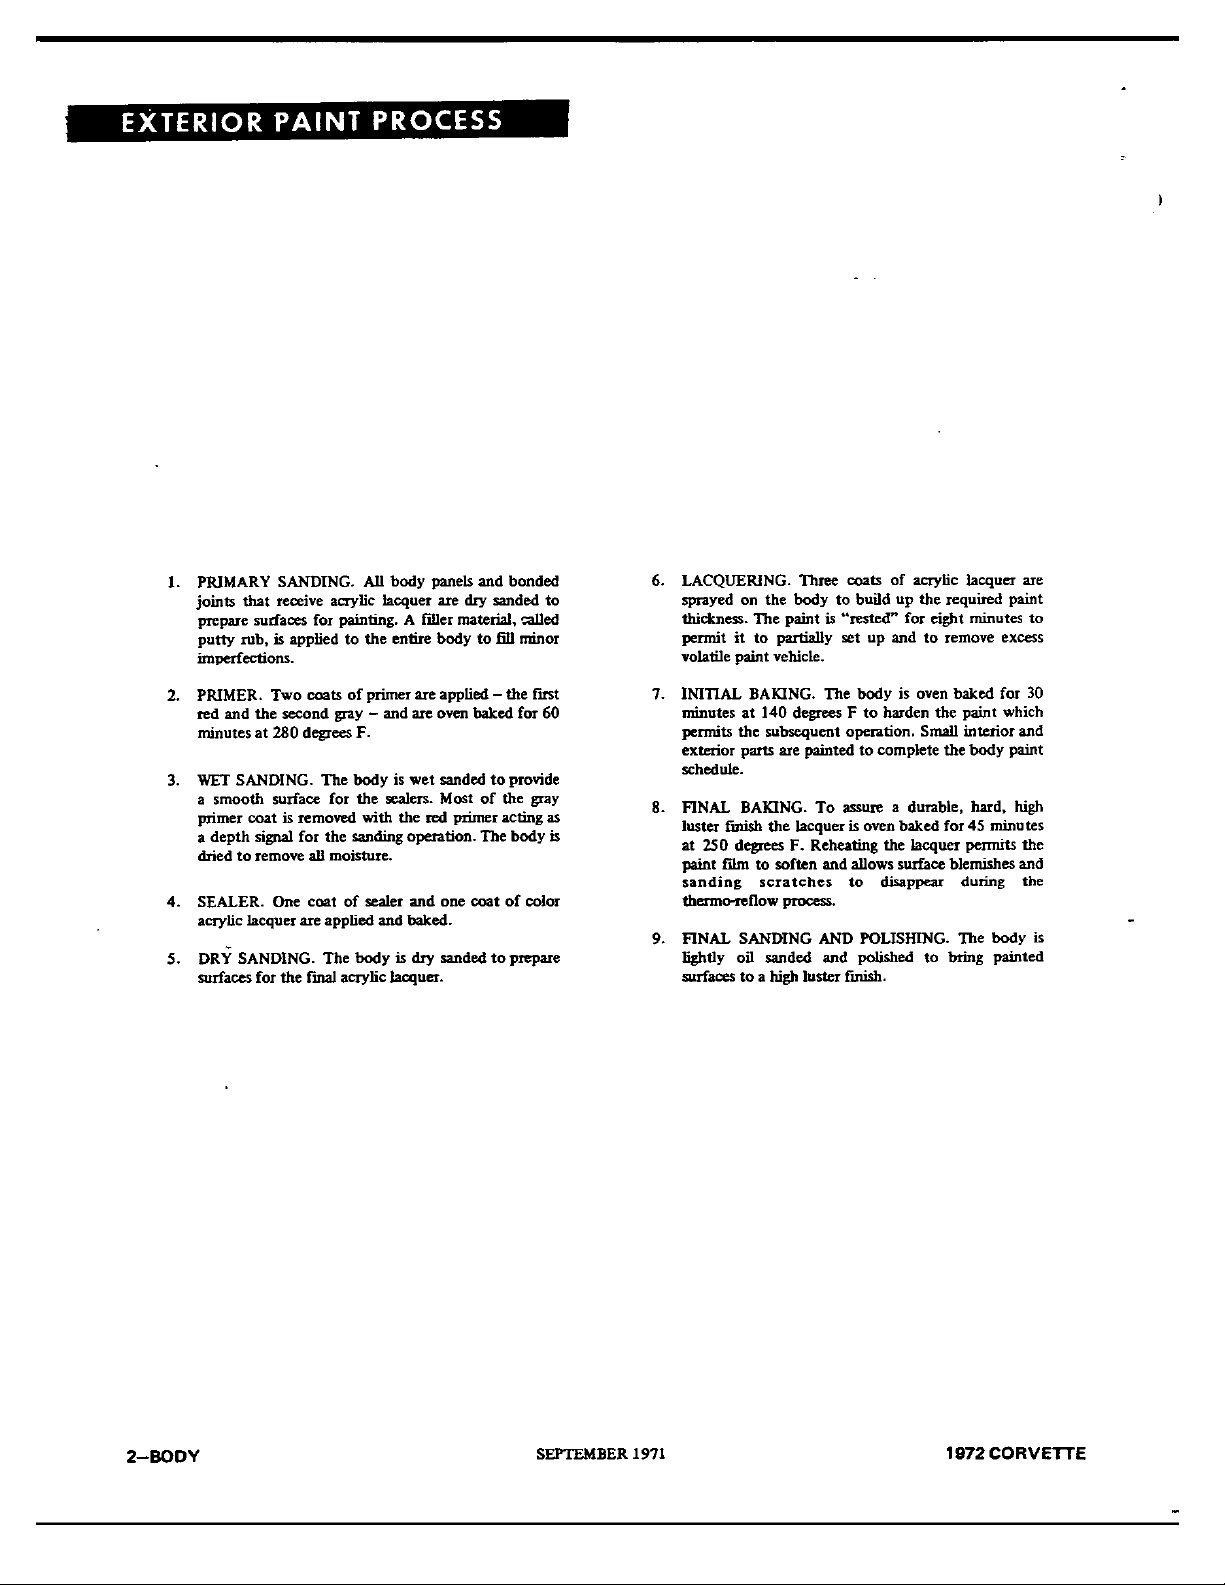 EXTERIOR PAINT PROCESS
1. PRIMARY SANDING. All body panels and bonded
joints that receive acrylic lacquer are dry sanded to
prepare surfaces for painting. A filler material, called
putty rub, is applied to the entire body to fill minor
imperfections.
2. PRIMER. Two coats of primer are applied – the first
red and the second gray – and are oven baked for 60
minutes at 280 degrees F.
3. WET SANDING. The body is wet sanded to provide
a smooth surface for the sealers. Most of the gray
primer coat is removed with the red primer acting as
a depth signal for the sanding operation. The body is
dried to remove all moisture.
4. SEALER. One coat of sealer and one coat of color
acrylic lacquer are applied and baked.
5. DRY SANDING. The body is dry sanded to prepare
surfaces for the final acrylic lacquer.
6. LACQUERING. Three coats of acrylic lacquer are
sprayed on the body to build up the required paint
thickness. The paint is “rested” for eight minutes to
permit it to partially set up and to remove excess
volatile paint vehicle.
7. INITIAL BAKING. The body is oven baked for 30
minutes at 140 degrees F to harden the paint which
permits the subsequent operation. Small interior and
exterior parts are painted to complete the body paint
schedule.
8. FINAL BAKING. To assure a durable, hard, high
luster finish the lacquer is oven baked for 45 minutes
at 250 degrees F. Reheating the lacquer permits the
paint film to soften and allows surface blemishes and
sanding scratches to disappear during the
thermo-reflow process.
9. FINAL SANDING AND POLISHING. The body is
lightly oil sanded and polished to bring painted
surfaces to a high luster finish.
2–BODY
SEPTEMBER 1971
1972 CORVETTE